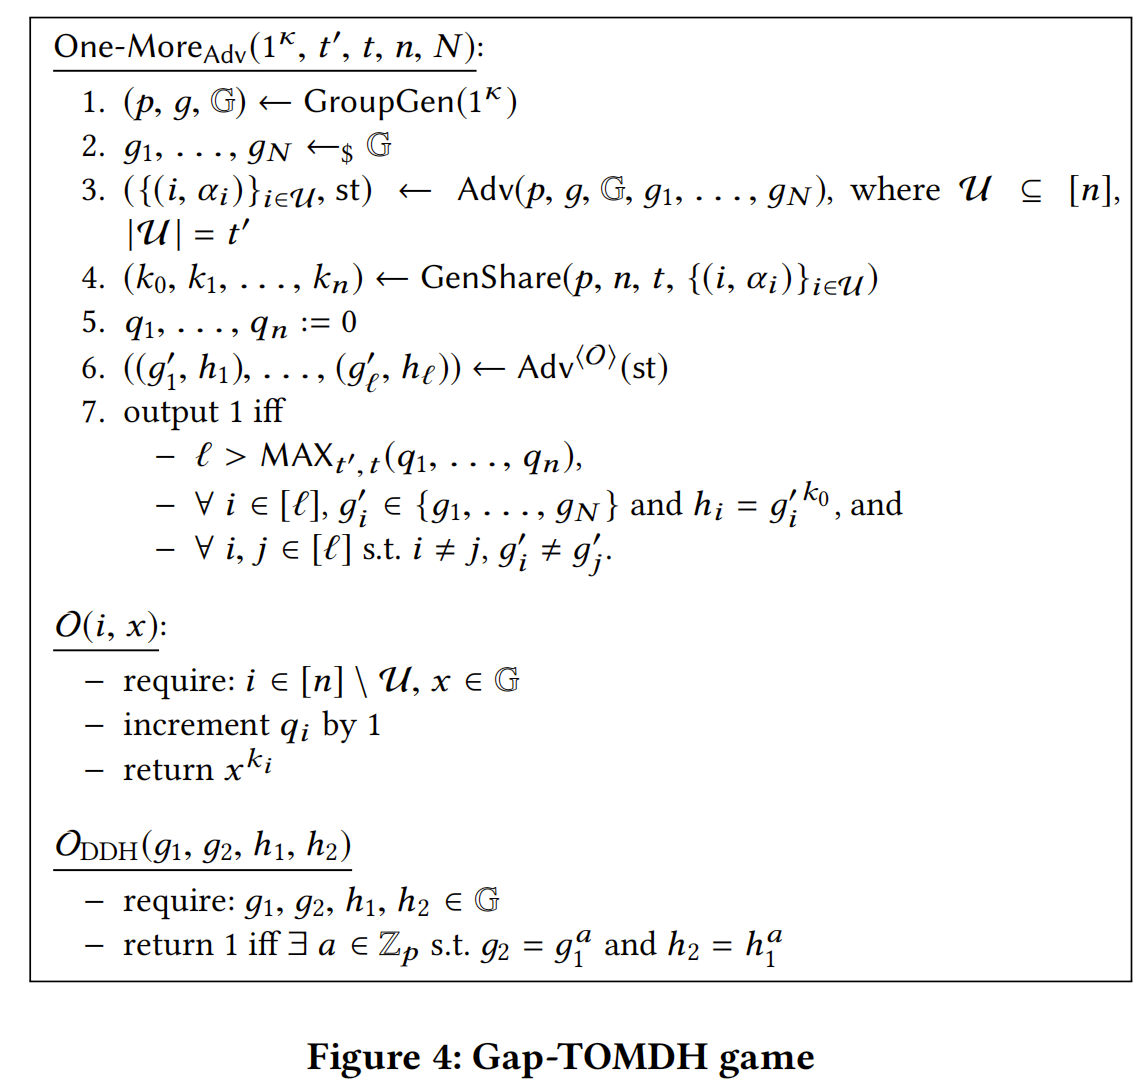 One-More_Adv(1^κ, t′, t, n, N):
1. (p, g, 𝔾) ← GroupGen(1^κ)
2. g_1, . . . , g_N ←_$ 𝔾
3. ({(i, α_i)}_{i∈𝒰}, st) ← Adv(p, g, 𝔾, g_1, . . . , g_N), where 𝒰 ⊆ [n],
|𝒰| = t′
4. (k_0, k_1, . . . , k_n) ← GenShare(p, n, t, {(i, α_i)}_{i∈𝒰})
5. q_1, . . . , q_n := 0
6. ((g′_1, h_1), . . . , (g′_ℓ, h_ℓ)) ← Adv^{⟨𝒪⟩}(st)
7. output 1 iff
– ℓ > MAX_{t′,t}(q_1, . . . , q_n),
– ∀ i ∈ [ℓ], g′_i ∈ {g_1, . . . , g_N} and h_i = g′_i^{k_0}, and
– ∀ i, j ∈ [ℓ] s.t. i ≠ j, g′_i ≠ g′_j.
𝒪(i, x):
– require: i ∈ [n] \ 𝒰, x ∈ 𝔾
– increment q_i by 1
– return x^{k_i}
𝒪_DDH(g_1, g_2, h_1, h_2)
– require: g_1, g_2, h_1, h_2 ∈ 𝔾
– return 1 iff ∃ a ∈ ℤ_p s.t. g_2 = g_1^a and h_2 = h_1^a
Figure 4: Gap-TOMDH game